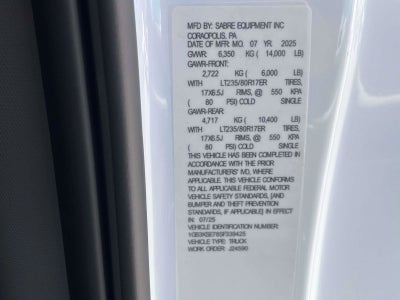 MFD. BY SABRE EQUIPMENT INC
CORAOPOLIS, PA
DATE OF MFR MO. 07 YR. 2025
GVWR: 6,350 KG ( 14,000 LB)
GAWR-FRONT:
2,722 KG ( 6,000 LB)
WITH LT235/80R17ER TIRES,
17X6.5J RIMS, @ 550 KPA
( 80 PSI) COLD SINGLE
GAWR-REAR:
4,717 KG ( 10,400 LB)
WITH LT235/80R17ER TIRES,
17X6.5J RIMS, @ 550 KPA
( 80 PSI) COLD SINGLE
THIS VEHICLE HAS BEEN COMPLETED IN
ACCORDANCE WITH THE PRIOR
MANUFACTURERS' IVD, WHERE
APPLICABLE. THIS VEHICLE CONFORMS
TO ALL APPLICABLE FEDERAL MOTOR
VEHICLE SAFETY STANDARDS, [AND
BUMPER AND THEFT PREVENTION
STANDARDS, IF APPLICABLE] IN EFFECT
IN: 07/25
VEHICLE IDENTIFICATION NUMBER:
VEHICLE TYPE: TRUCK
WORK ORDER: J24590